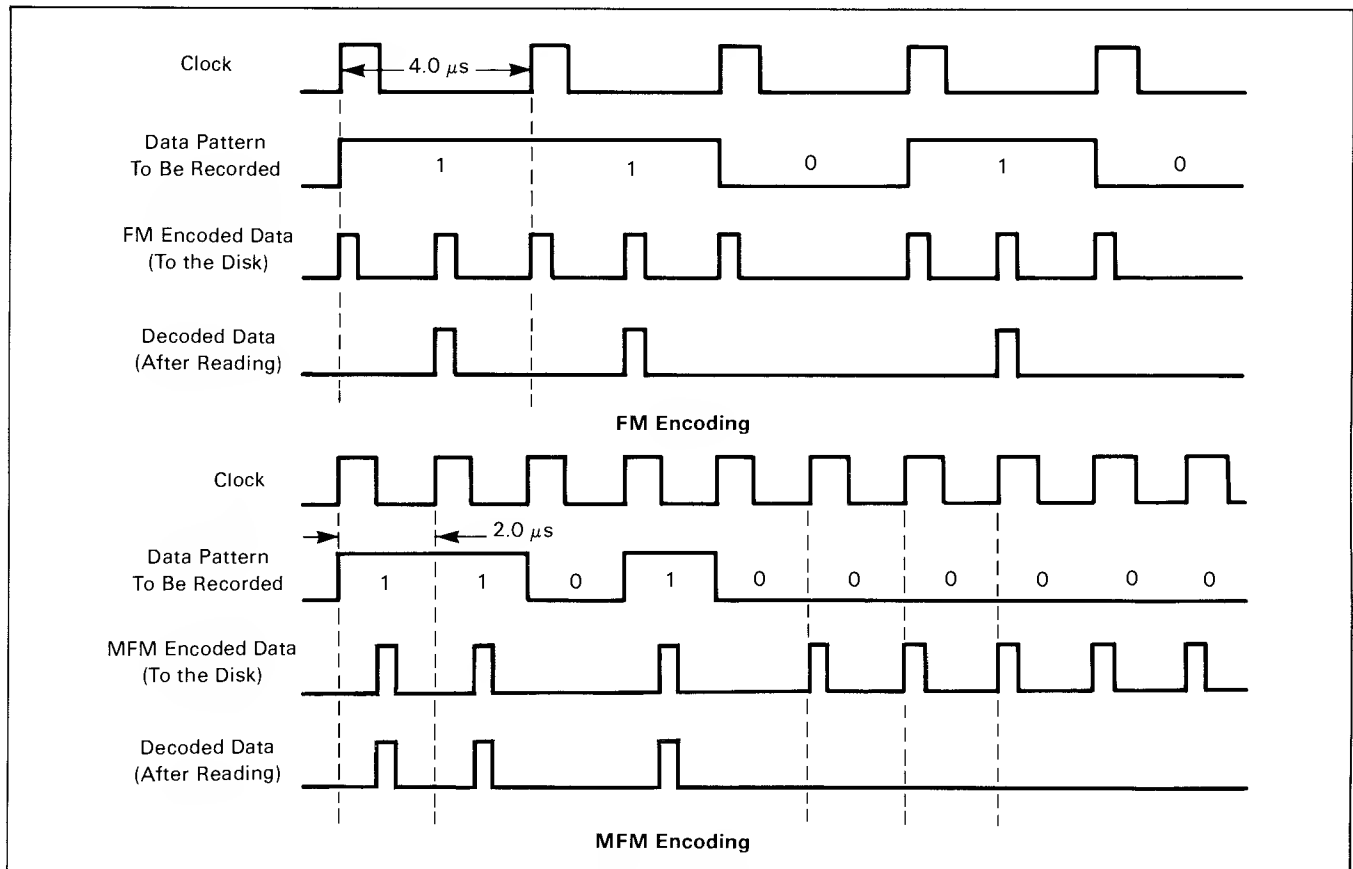 Clock
4.0 μs
Data Pattern
To Be Recorded
1 1 0 1 0
FM Encoded Data
(To the Disk)
Decoded Data
(After Reading)
FM Encoding
Clock
2.0 μs
Data Pattern
To Be Recorded
1 1 0 1 0 0 0 0 0 0
MFM Encoded Data
(To the Disk)
Decoded Data
(After Reading)
MFM Encoding